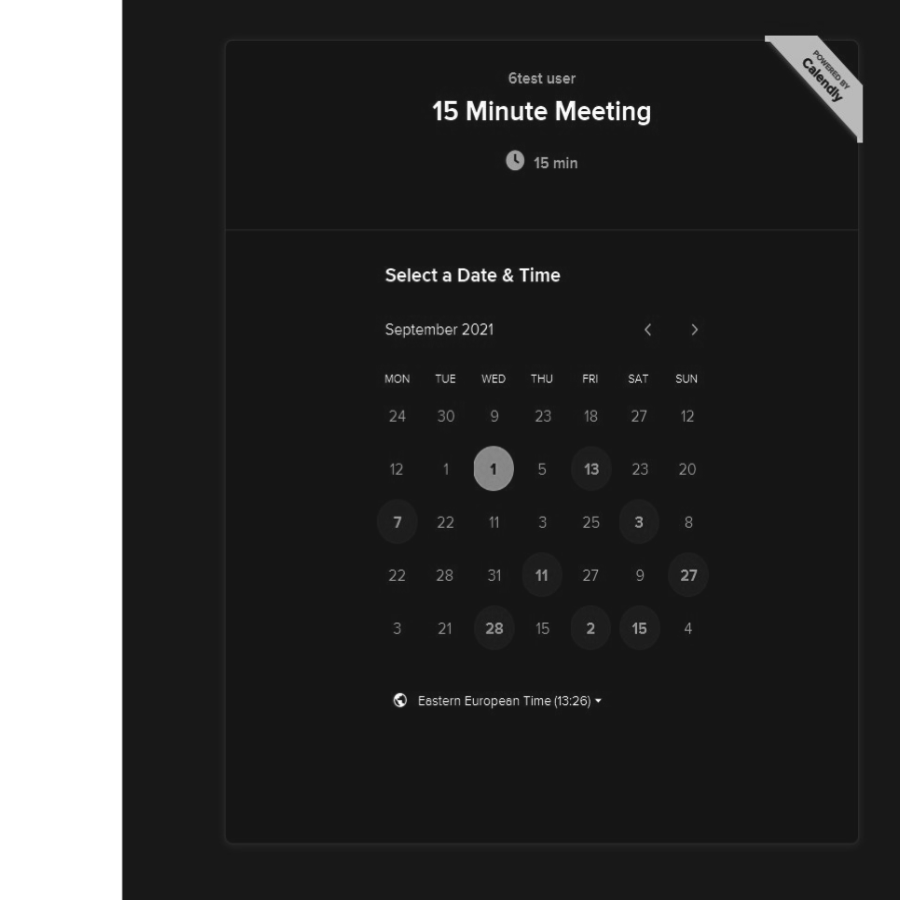 POWERED BY
Calendly
6test user
15 Minute Meeting
15 min
Select a Date & Time
September 2021
MON TUE WED THU FRI SAT SUN
24 30 9 23 18 27 12
12 1 1 5 13 23 20
7 22 11 3 25 3 8
22 28 31 11 27 9 27
3 21 28 15 2 15 4
Eastern European Time (13:26)